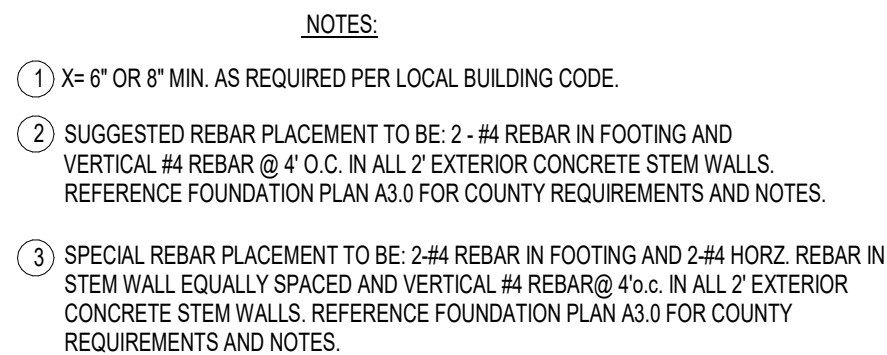 NOTES:
1 X= 6" OR 8" MIN. AS REQUIRED PER LOCAL BUILDING CODE.
2 SUGGESTED REBAR PLACEMENT TO BE: 2 - #4 REBAR IN FOOTING AND
VERTICAL #4 REBAR @ 4' O.C. IN ALL 2' EXTERIOR CONCRETE STEM WALLS.
REFERENCE FOUNDATION PLAN A3.0 FOR COUNTY REQUIREMENTS AND NOTES.
3 SPECIAL REBAR PLACEMENT TO BE: 2-#4 REBAR IN FOOTING AND 2-#4 HORZ. REBAR IN
STEM WALL EQUALLY SPACED AND VERTICAL #4 REBAR@ 4'o.c. IN ALL 2' EXTERIOR
CONCRETE STEM WALLS. REFERENCE FOUNDATION PLAN A3.0 FOR COUNTY
REQUIREMENTS AND NOTES.